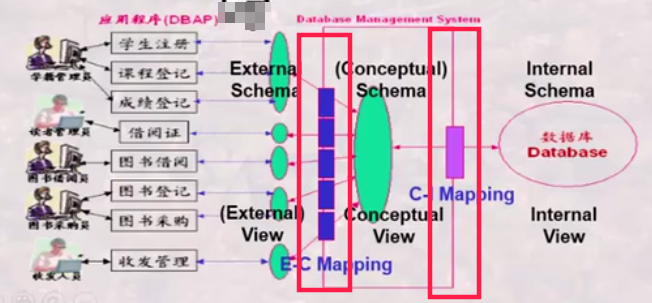 应用程序(DBAP)
Database Management System
学生注册
学籍管理员
课程登记
成绩登记
读者管理员
借阅证
图书借阅员
图书借阅
图书登记
图书采购员
图书采购
收发人员
收发管理
External
Schema
(Conceptual)
Schema
Internal
Schema
数据库
Database
C-I Mapping
(External)
View
Conceptual
View
Internal
View
E-C Mapping